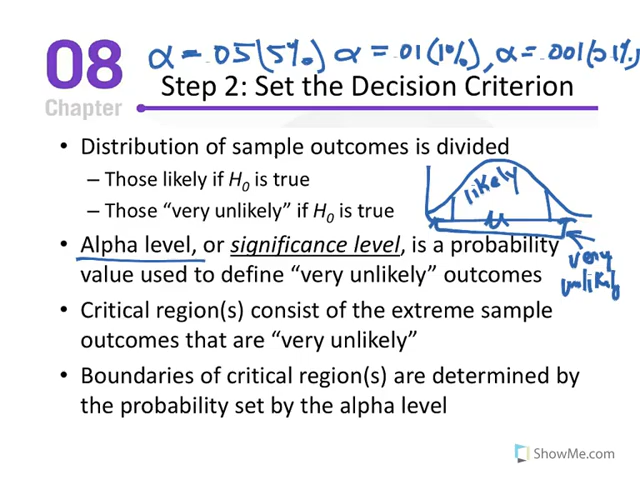 α = .05 (5%) α = .01 (1%), α = .001 (.1%)
08
Chapter
Step 2: Set the Decision Criterion
• Distribution of sample outcomes is divided
– Those likely if H₀ is true
– Those “very unlikely” if H₀ is true
likely
μ
very
unlikely
• Alpha level, or significance level, is a probability
value used to define “very unlikely” outcomes
• Critical region(s) consist of the extreme sample
outcomes that are “very unlikely”
• Boundaries of critical region(s) are determined by
the probability set by the alpha level
ShowMe.com